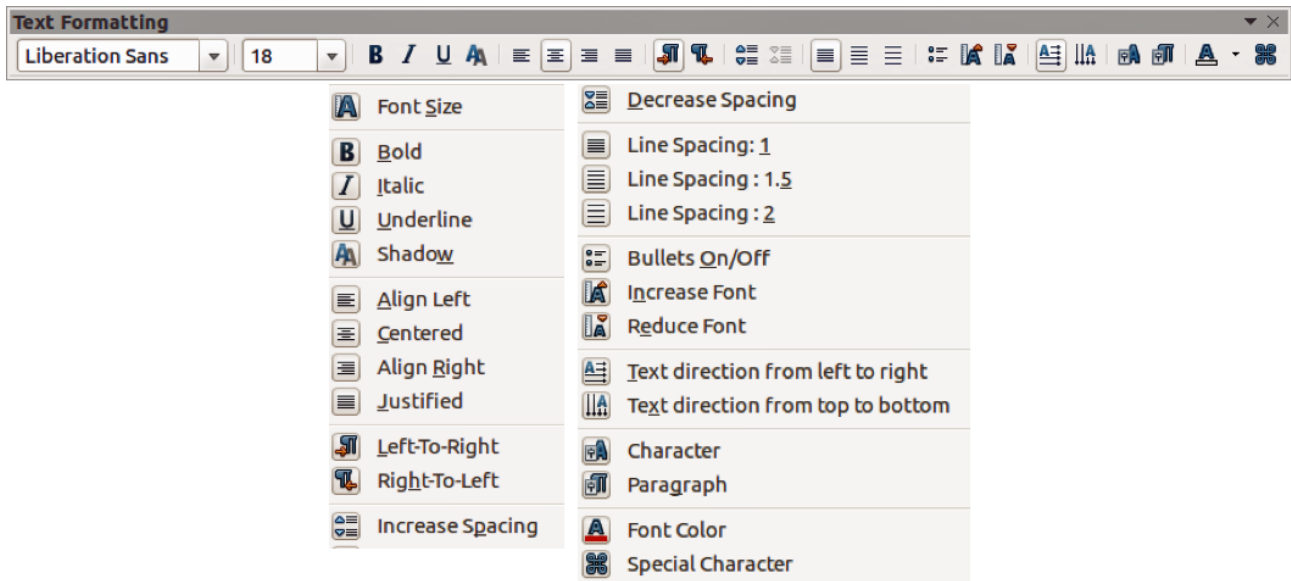 Text Formatting
Liberation Sans 18
Font Size
Bold
Italic
Underline
Shadow
Align Left
Centered
Align Right
Justified
Left-To-Right
Right-To-Left
Increase Spacing
Decrease Spacing
Line Spacing: 1
Line Spacing : 1.5
Line Spacing : 2
Bullets On/Off
Increase Font
Reduce Font
Text direction from left to right
Text direction from top to bottom
Character
Paragraph
Font Color
Special Character